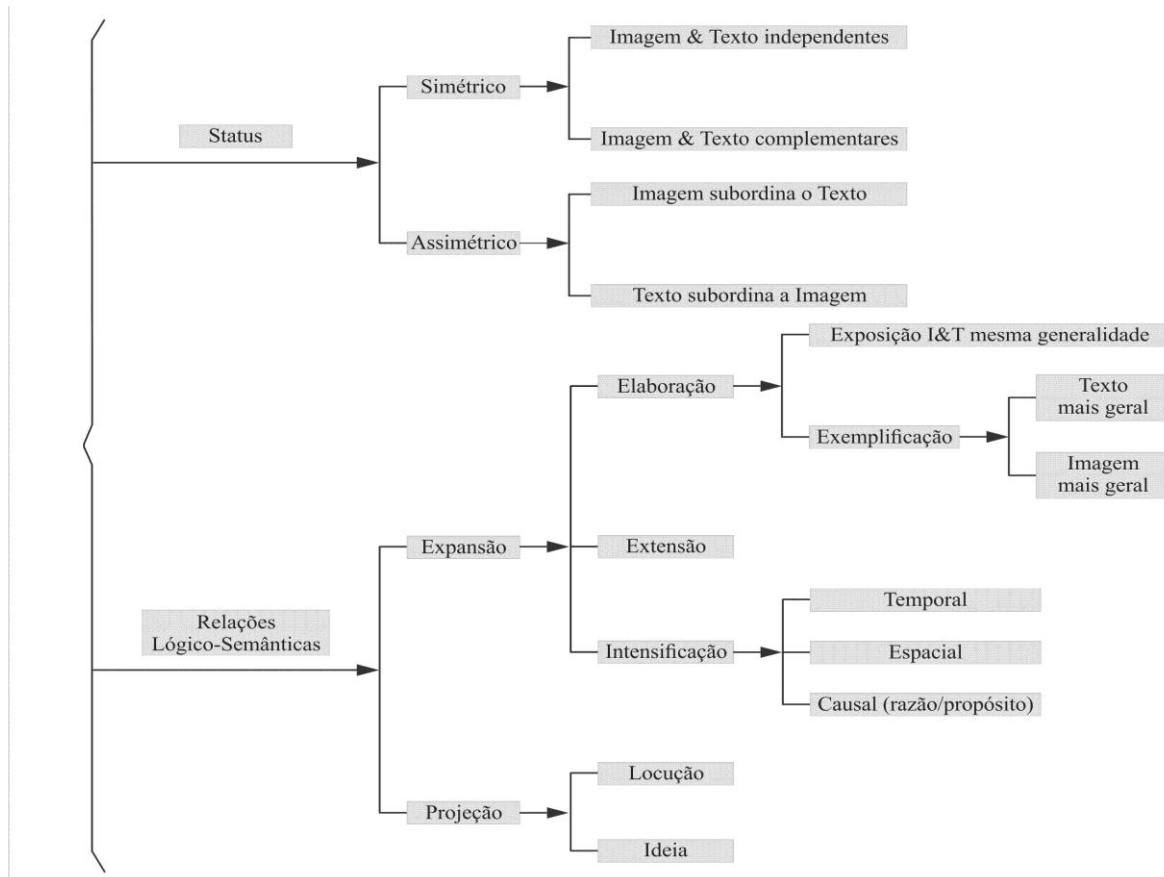 Imagem & Texto independentes
Simétrico
Status
Imagem & Texto complementares
Imagem subordina o Texto
Assimétrico
Texto subordina a Imagem
Exposição I&T mesma generalidade
Elaboração
Texto
mais geral
Exemplificação
Imagem
mais geral
Expansão
Extensão
Temporal
Relações
Lógico-Semânticas
Intensificação
Espacial
Causal (razão/propósito)
Locução
Projeção
Ideia